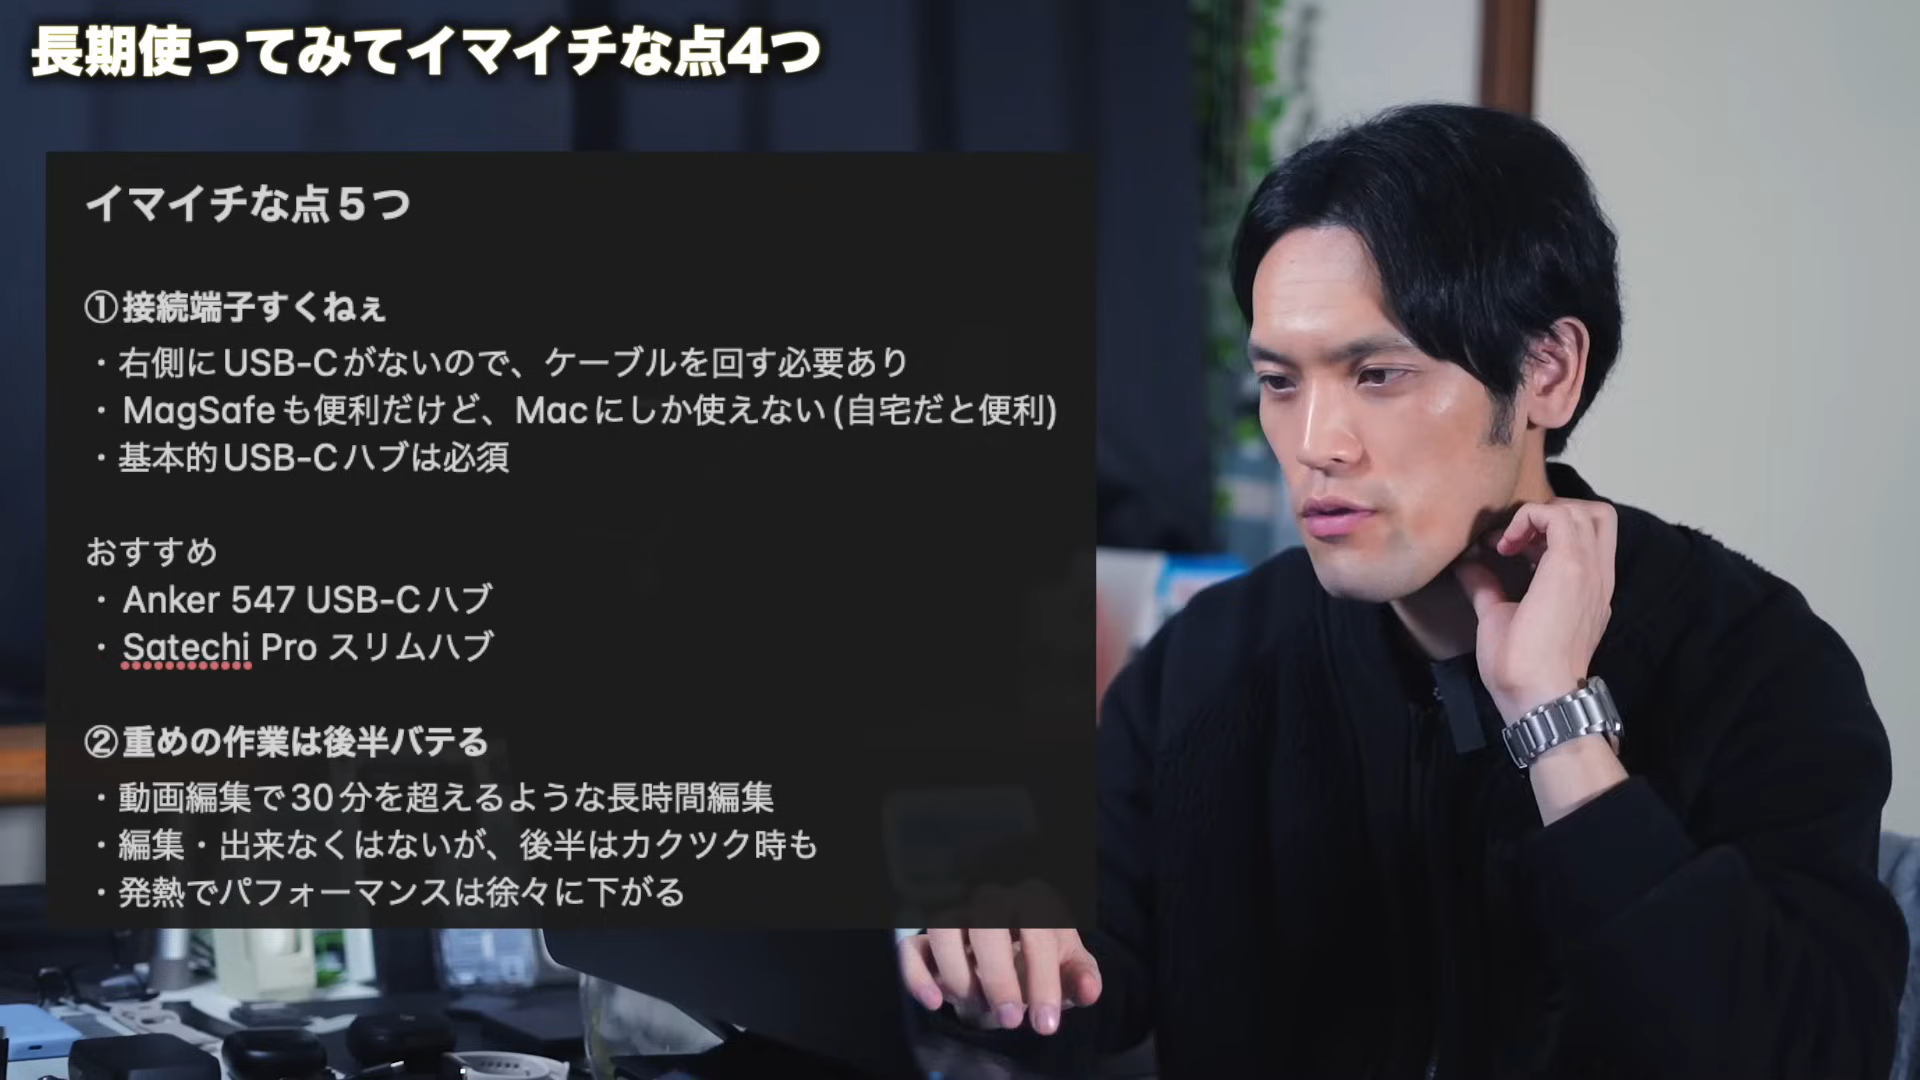 長期使ってみてイマイチな点4つ
イマイチな点5つ
①接続端子すくねぇ
・右側にUSB-Cがないので、ケーブルを回す必要あり
・MagSafeも便利だけど、Macにしか使えない(自宅だと便利)
・基本的USB-Cハブは必須
おすすめ
・Anker 547 USB-Cハブ
・Satechi Pro スリムハブ
②重めの作業は後半バテる
・動画編集で30分を超えるような長時間編集
・編集・出来なくはないが、後半はカクツク時も
・発熱でパフォーマンスは徐々に下がる